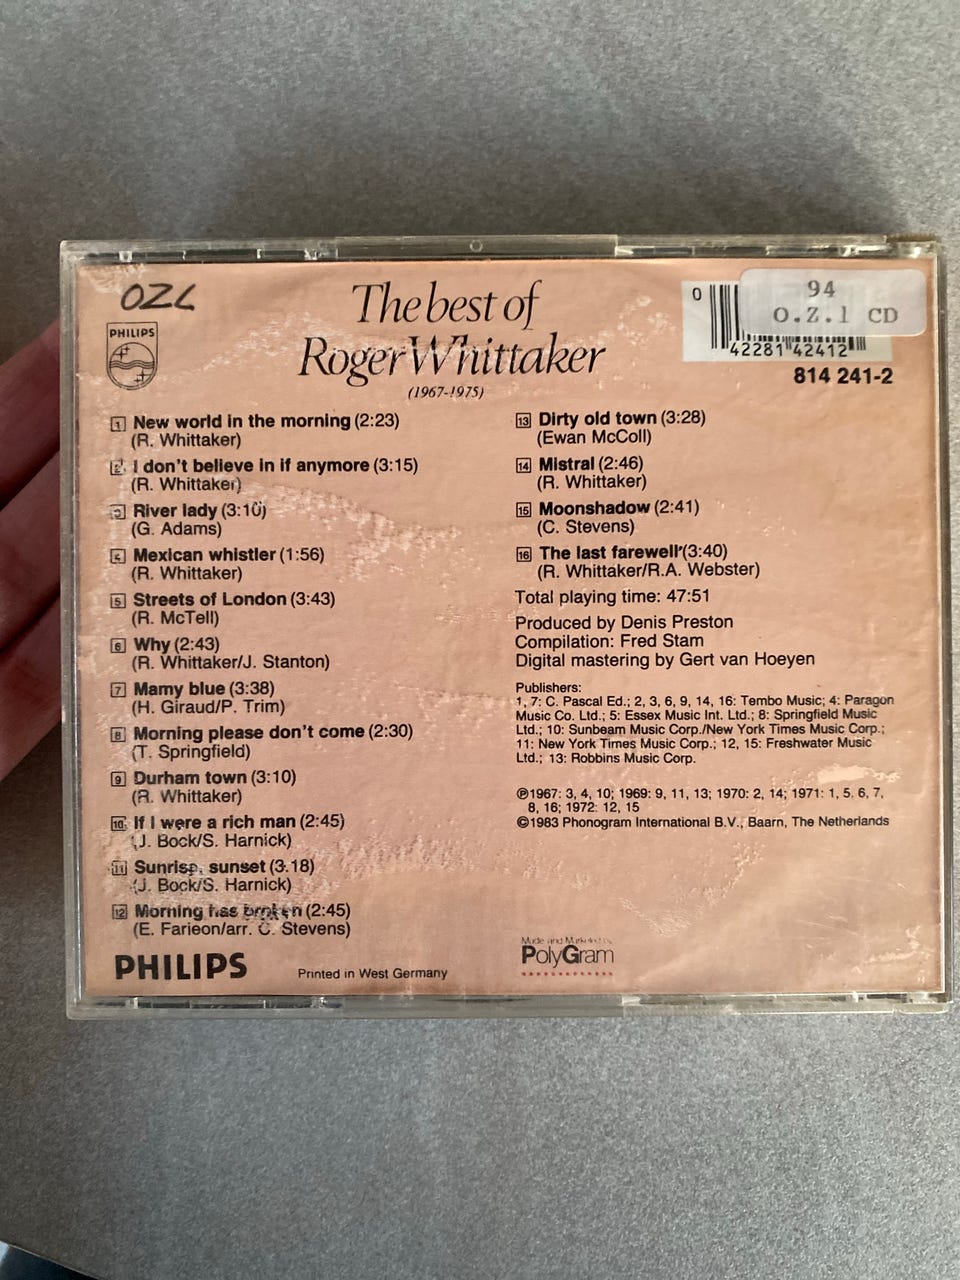 OZL
The best of
Roger Whittaker
(1967-1975)
PHILIPS
0
94
O.Z.1 CD
42281 42412
814 241-2
1 New world in the morning (2:23)
(R. Whittaker)
2 I don't believe in if anymore (3:15)
(R. Whittaker)
3 River lady (3:10)
(G. Adams)
4 Mexican whistler (1:56)
(R. Whittaker)
5 Streets of London (3:43)
(R. McTell)
6 Why (2:43)
(R. Whittaker/J. Stanton)
7 Mamy blue (3:38)
(H. Giraud/P. Trim)
8 Morning please don't come (2:30)
(T. Springfield)
9 Durham town (3:10)
(R. Whittaker)
10 If I were a rich man (2:45)
(J. Bock/S. Harnick)
11 Sunrise, sunset (3.18)
(J. Bock/S. Harnick)
12 Morning has broken (2:45)
(E. Farieon/arr. C. Stevens)
13 Dirty old town (3:28)
(Ewan McColl)
14 Mistral (2:46)
(R. Whittaker)
15 Moonshadow (2:41)
(C. Stevens)
16 The last farewell (3:40)
(R. Whittaker/R.A. Webster)
Total playing time: 47:51
Produced by Denis Preston
Compilation: Fred Stam
Digital mastering by Gert van Hoeyen
Publishers:
1, 7: C. Pascal Ed.; 2, 3, 6, 9, 14, 16: Tembo Music; 4: Paragon
Music Co. Ltd.; 5: Essex Music Int. Ltd.; 8: Springfield Music
Ltd.; 10: Sunbeam Music Corp./New York Times Music Corp.;
11: New York Times Music Corp.; 12, 15: Freshwater Music
Ltd.; 13: Robbins Music Corp.
℗1967: 3, 4, 10; 1969: 9, 11, 13; 1970: 2, 14; 1971: 1, 5, 6, 7,
8, 16; 1972: 12, 15
©1983 Phonogram International B.V., Baarn, The Netherlands
PHILIPS
Printed in West Germany
Made and Marketed by
PolyGram